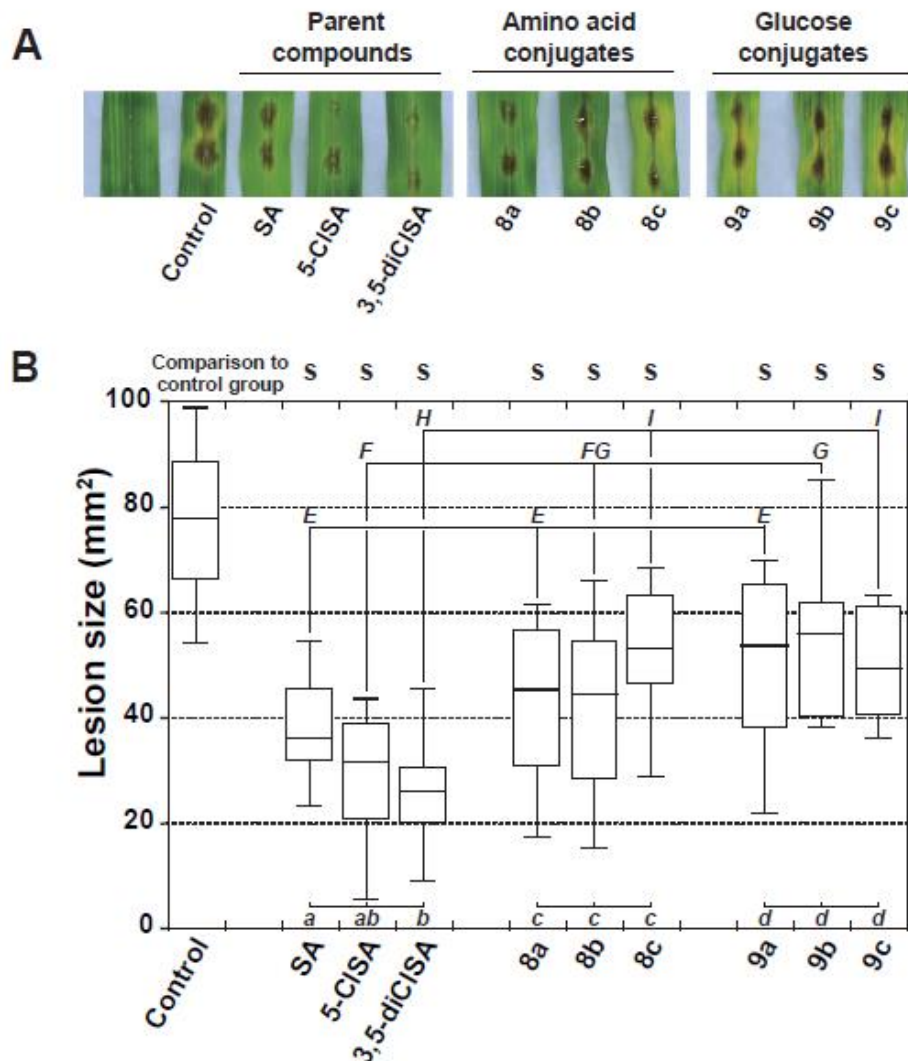 A
Parent compounds
Amino acid conjugates
Glucose conjugates
Control
SA
5-ClSA
3,5-diClSA
8a
8b
8c
9a
9b
9c
B
Comparison to control group
S S S S S S S S S
Lesion size (mm²)
100
80
60
40
20
0
H I I
F FG G
E E E
a ab b c c c d d d
Control
SA
5-ClSA
3,5-diClSA
8a
8b
8c
9a
9b
9c